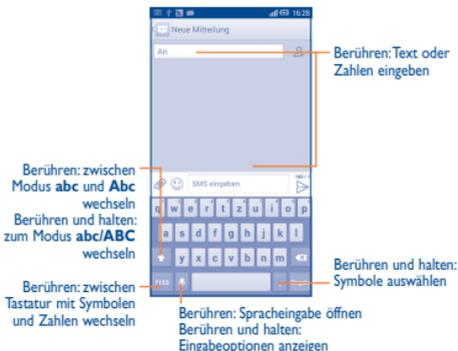 16:28
Neue Mitteilung
An
Berühren: Text oder
Zahlen eingeben
SMS eingeben
Berühren: zwischen
Modus abc und Abc
wechseln
Berühren und halten:
zum Modus abc/ABC
wechseln
q w e r t z u i o p
a s d f g h j k l
y x c v b n m
?123
Berühren: zwischen
Tastatur mit Symbolen
und Zahlen wechseln
Berühren und halten:
Symbole auswählen
Berühren: Spracheingabe öffnen
Berühren und halten:
Eingabeoptionen anzeigen